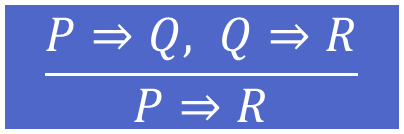 P ⇒ Q, Q ⇒ R
P ⇒ R